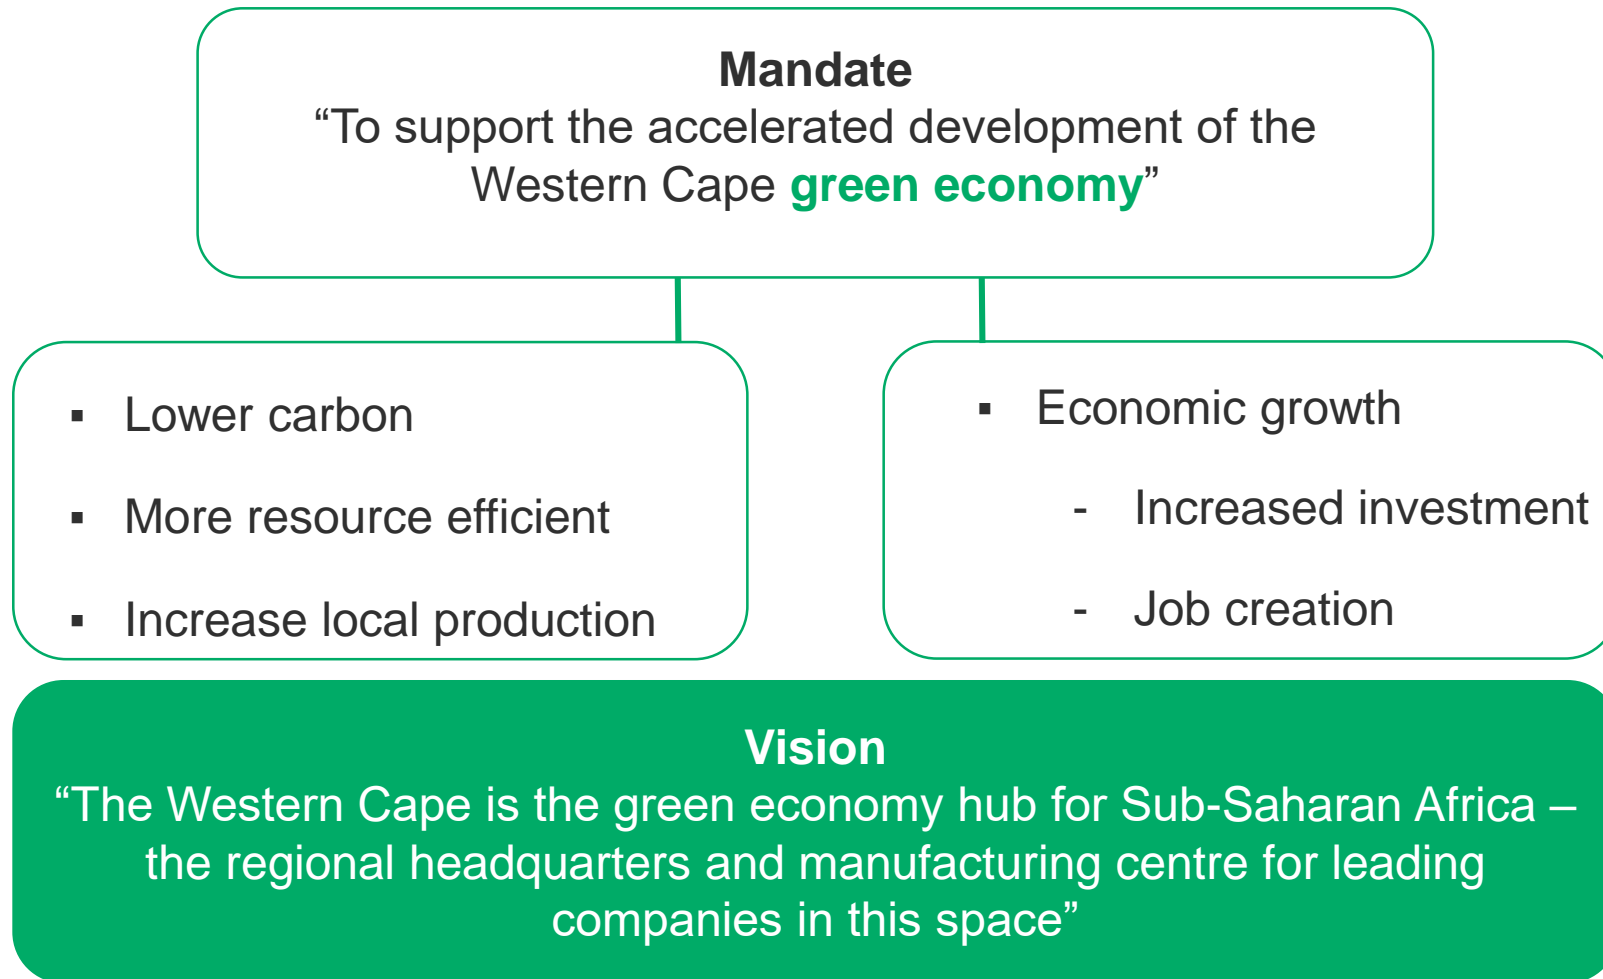 Mandate
“To support the accelerated development of the
Western Cape green economy”
▪ Lower carbon
▪ More resource efficient
▪ Increase local production
▪ Economic growth
- Increased investment
- Job creation
Vision
“The Western Cape is the green economy hub for Sub-Saharan Africa –
the regional headquarters and manufacturing centre for leading
companies in this space”